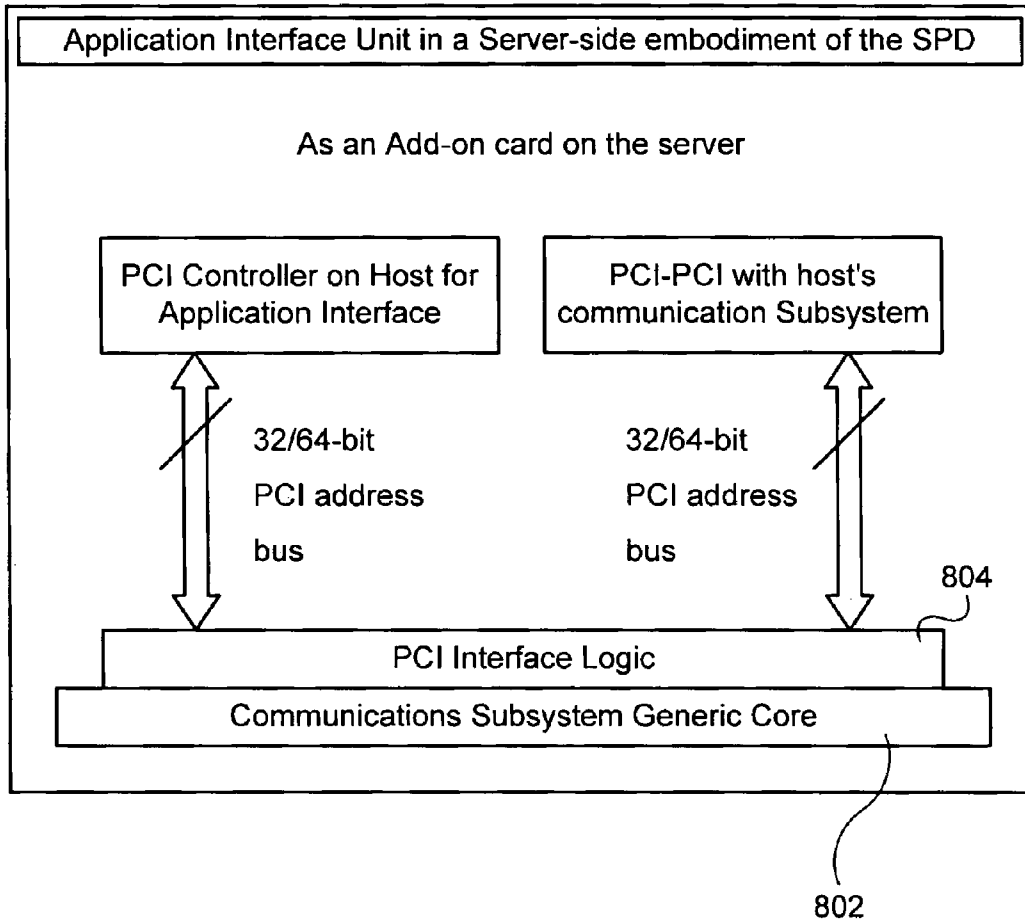 Application Interface Unit in a Server-side embodiment of the SPD
As an Add-on card on the server
PCI Controller on Host for
Application Interface
PCI-PCI with host's
communication Subsystem
32/64-bit
PCI address
bus
32/64-bit
PCI address
bus
804
PCI Interface Logic
Communications Subsystem Generic Core
802